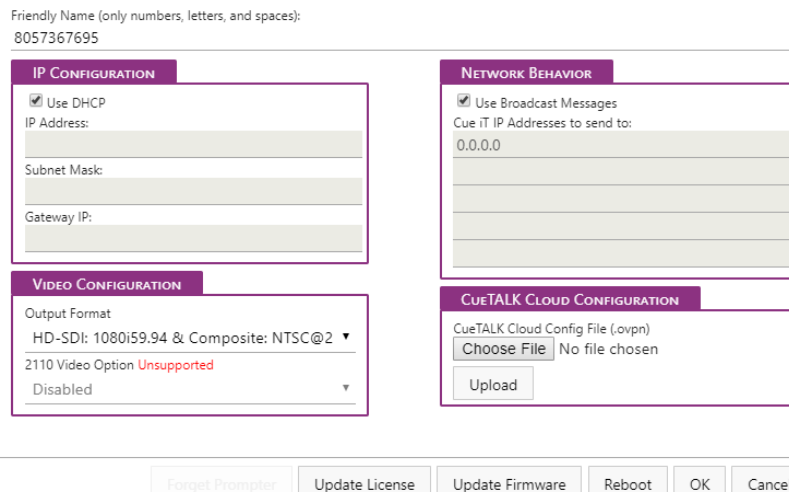 Friendly Name (only numbers, letters, and spaces):
8057367695
IP Configuration
Use DHCP
IP Address:
Subnet Mask:
Gateway IP:
Video Configuration
Output Format
HD-SDI: 1080i59.94 & Composite: NTSC@2
2110 Video Option Unsupported
Disabled
Network Behavior
Use Broadcast Messages
Cue iT IP Addresses to send to:
0.0.0.0
CueTALK Cloud Configuration
CueTALK Cloud Config File (.ovpn)
Choose File No file chosen
Upload
Forget Prompter Update License Update Firmware Reboot OK Cance